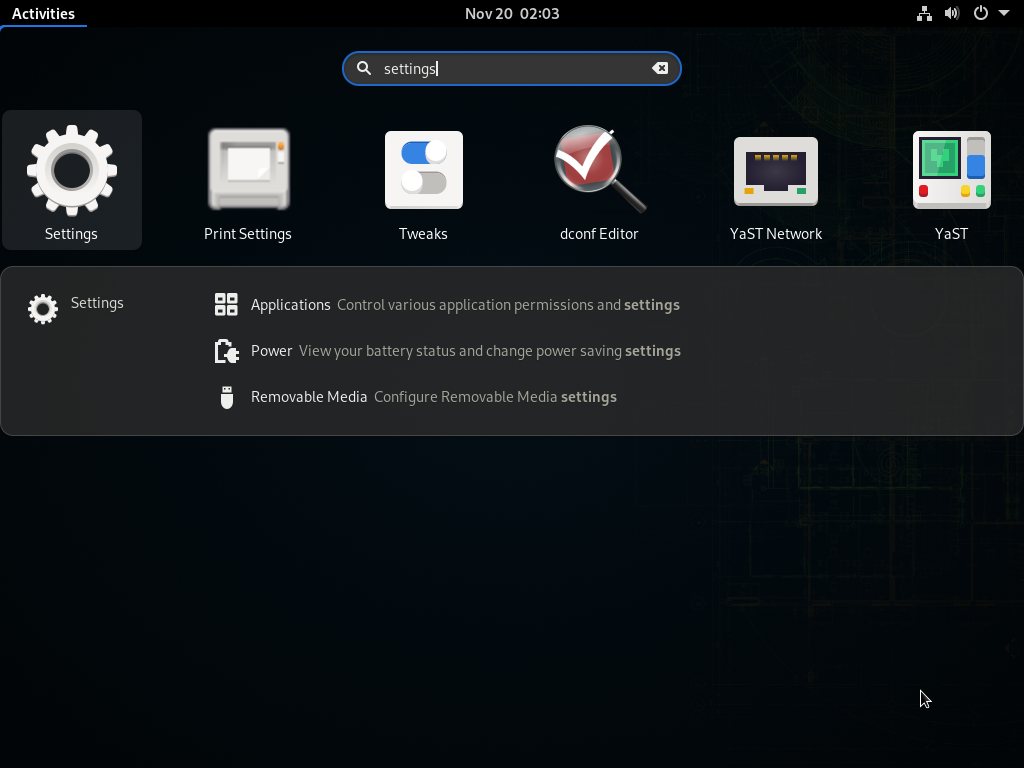 Activities Nov 20 02:03
settings
Settings Print Settings Tweaks dconf Editor YaST Network YaST
Settings
Applications Control various application permissions and settings
Power View your battery status and change power saving settings
Removable Media Configure Removable Media settings